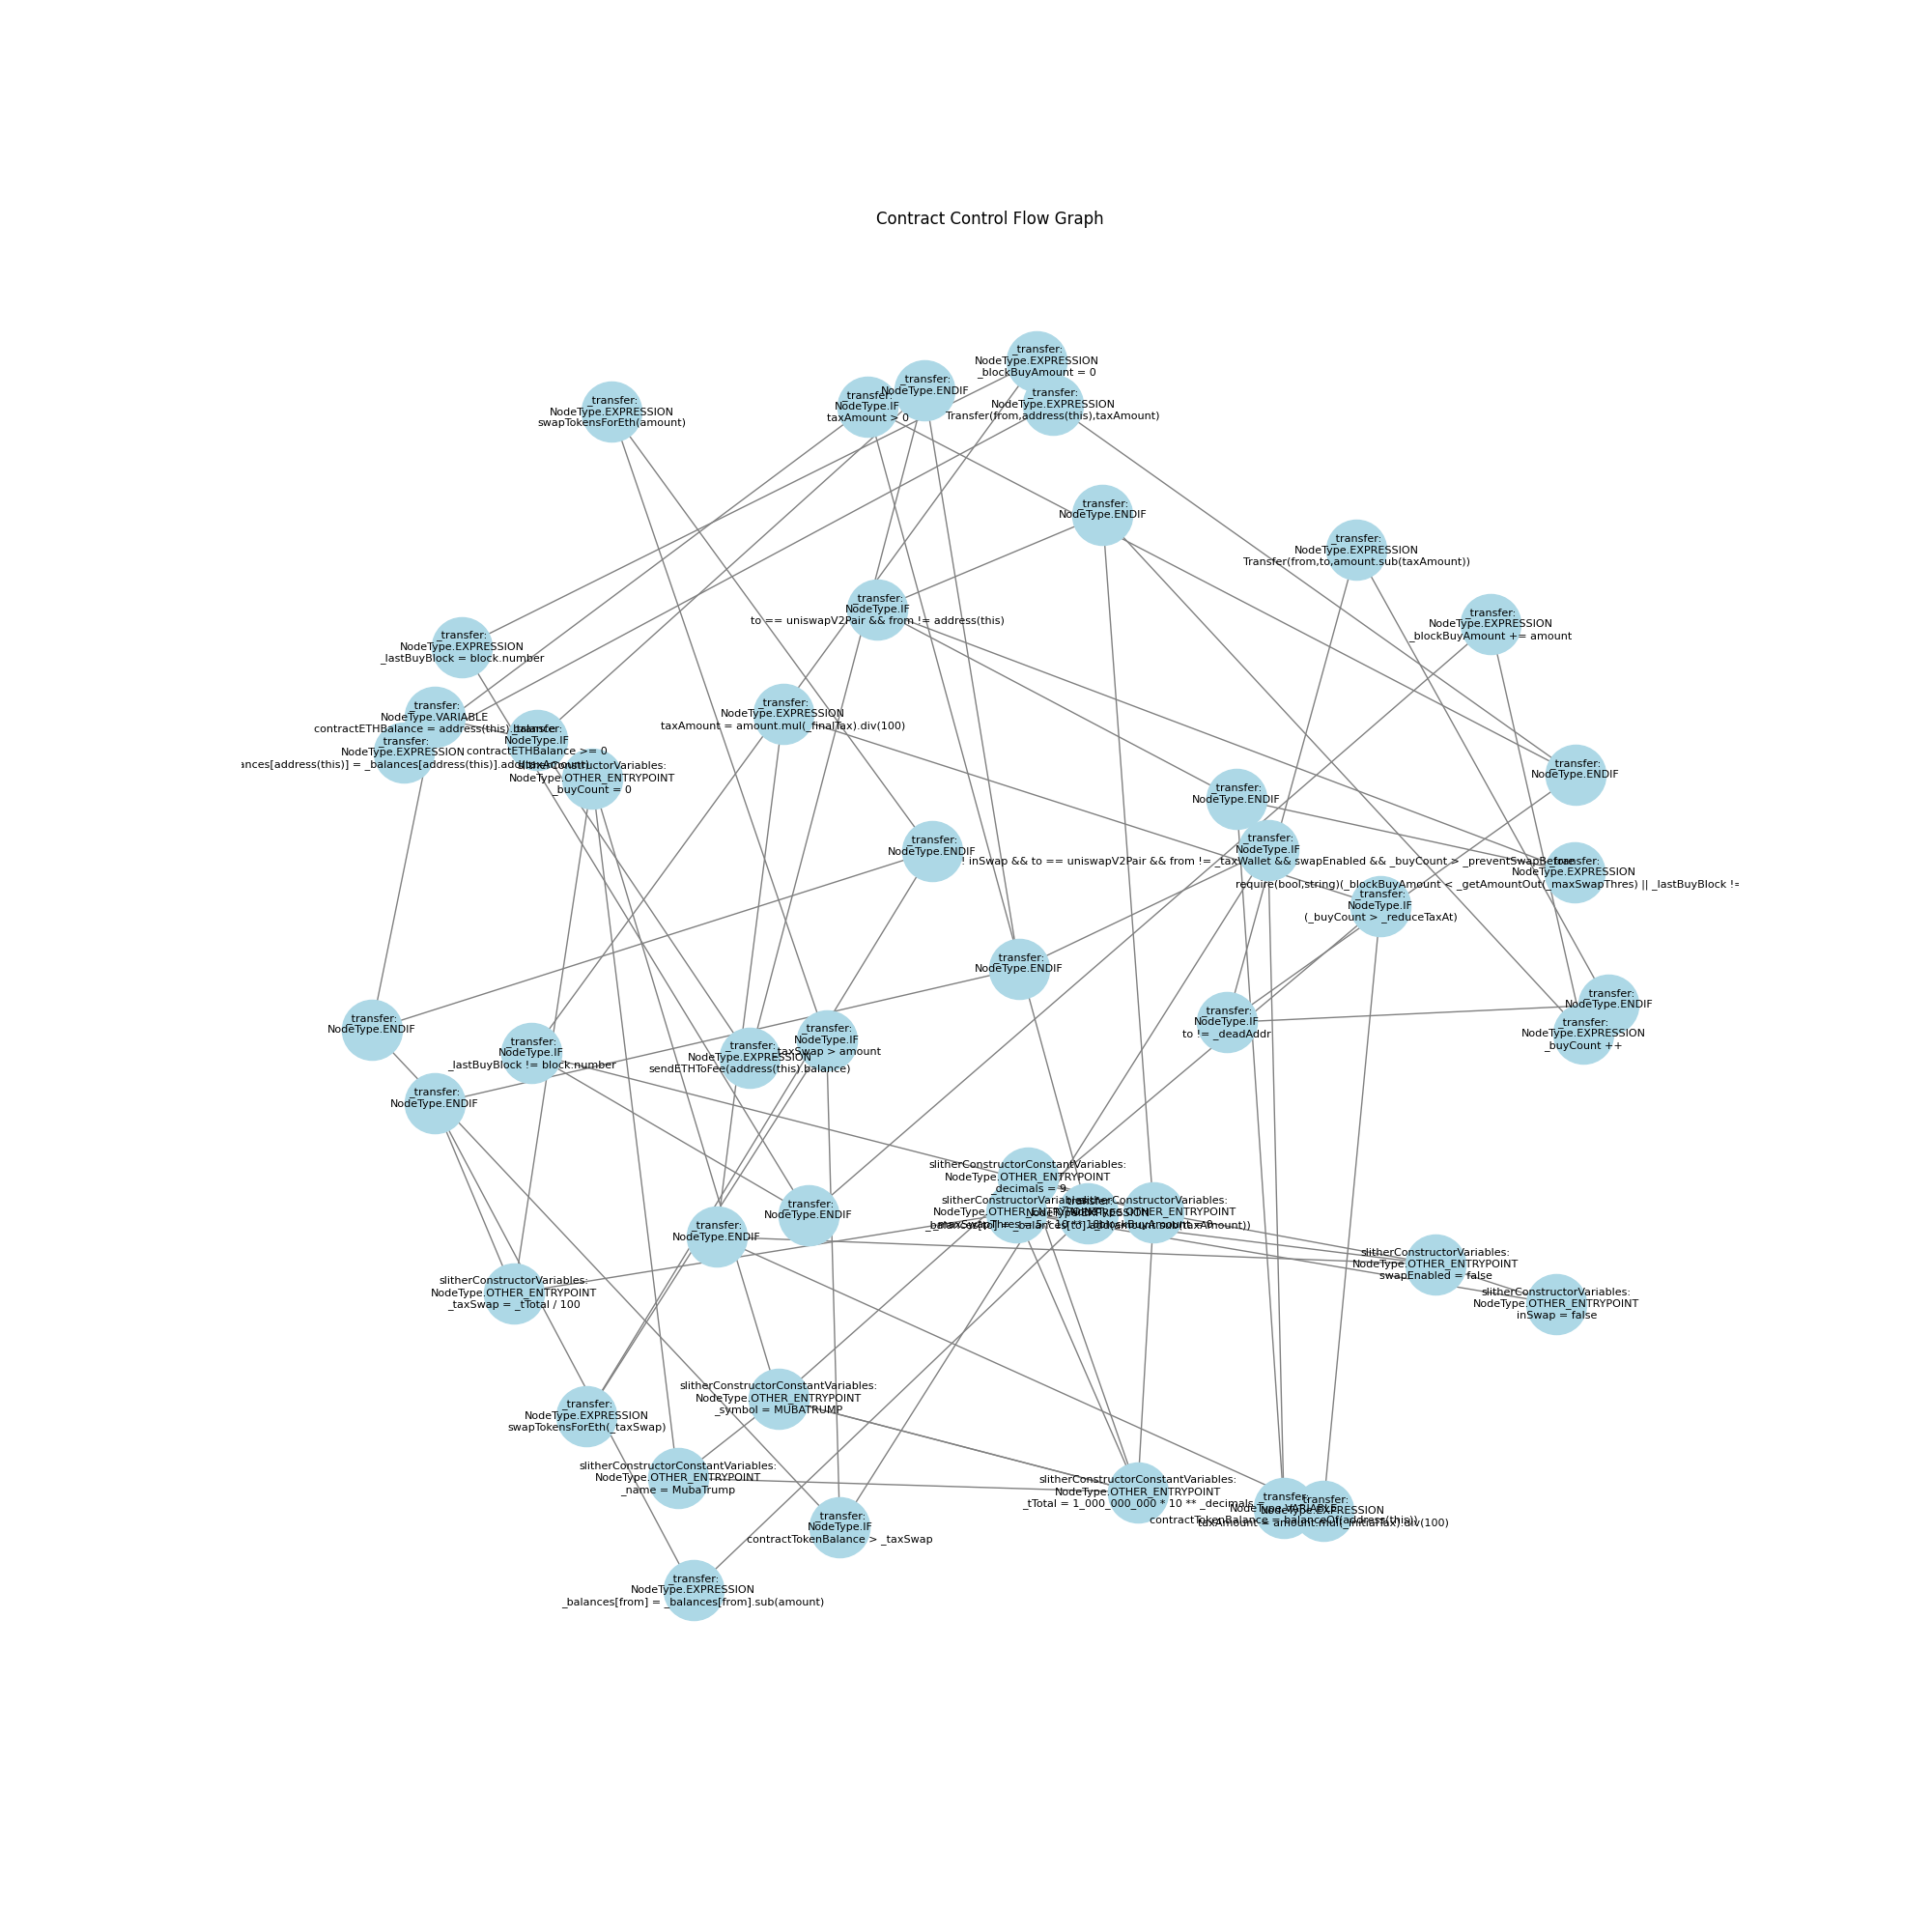 Contract Control Flow Graph
_transfer:
NodeType.EXPRESSION
_blockBuyAmount = 0
_transfer:
NodeType.ENDIF
_transfer:
NodeType.IF
taxAmount > 0
_transfer:
NodeType.EXPRESSION
Transfer(from,address(this),taxAmount)
_transfer:
NodeType.EXPRESSION
swapTokensForEth(amount)
_transfer:
NodeType.ENDIF
_transfer:
NodeType.EXPRESSION
Transfer(from,to,amount.sub(taxAmount))
_transfer:
NodeType.IF
to == uniswapV2Pair && from != address(this)
_transfer:
NodeType.EXPRESSION
_blockBuyAmount += amount
_transfer:
NodeType.EXPRESSION
_lastBuyBlock = block.number
_transfer:
NodeType.VARIABLE
contractETHBalance = address(this).balance
_transfer:
NodeType.EXPRESSION
taxAmount = amount.mul(_finalTax).div(100)
_transfer:
NodeType.IF
contractETHBalance >= 0
_transfer:
NodeType.EXPRESSION
ances[address(this)] = _balances[address(this)].add(taxAmount)
slitherConstructorVariables:
NodeType.OTHER_ENTRYPOINT
_buyCount = 0
_transfer:
NodeType.ENDIF
_transfer:
NodeType.ENDIF
_transfer:
NodeType.ENDIF
_transfer:
NodeType.IF
! inSwap && to == uniswapV2Pair && from != _taxWallet && swapEnabled && _buyCount > _preventSwapBefore
_transfer:
NodeType.EXPRESSION
require(bool,string)(_blockBuyAmount < _getAmountOut(_maxSwapThres) || _lastBuyBlock !=
_transfer:
NodeType.IF
(_buyCount > _reduceTaxAt)
_transfer:
NodeType.ENDIF
_transfer:
NodeType.ENDIF
_transfer:
NodeType.IF
to != _deadAddr
_transfer:
NodeType.EXPRESSION
_buyCount ++
_transfer:
NodeType.ENDIF
_transfer:
NodeType.IF
_lastBuyBlock != block.number
_transfer:
NodeType.EXPRESSION
sendETHToFee(address(this).balance)
_transfer:
NodeType.IF
_taxSwap > amount
_transfer:
NodeType.ENDIF
slitherConstructorConstantVariables:
NodeType.OTHER_ENTRYPOINT
_decimals = 9
slitherConstructorVariables:
NodeType.OTHER_ENTRYPOINT
_transfer:
NodeType.EXPRESSION
_balances[to] = _balances[to].add(amount.sub(taxAmount))
slitherConstructorVariables:
NodeType.OTHER_ENTRYPOINT
_blockBuyAmount = 0
_transfer:
NodeType.ENDIF
_transfer:
NodeType.ENDIF
slitherConstructorVariables:
NodeType.OTHER_ENTRYPOINT
swapEnabled = false
slitherConstructorVariables:
NodeType.OTHER_ENTRYPOINT
_taxSwap = _tTotal / 100
slitherConstructorVariables:
NodeType.OTHER_ENTRYPOINT
inSwap = false
slitherConstructorConstantVariables:
NodeType.OTHER_ENTRYPOINT
_symbol = MUBATRUMP
_transfer:
NodeType.EXPRESSION
swapTokensForEth(_taxSwap)
slitherConstructorConstantVariables:
NodeType.OTHER_ENTRYPOINT
_name = MubaTrump
slitherConstructorConstantVariables:
NodeType.OTHER_ENTRYPOINT
_tTotal = 1_000_000_000 * 10 ** _decimals
_transfer:
NodeType.VARIABLE
contractTokenBalance = balanceOf(address(this))
_transfer:
NodeType.EXPRESSION
taxAmount = amount.mul(_initialTax).div(100)
_transfer:
NodeType.IF
contractTokenBalance > _taxSwap
_transfer:
NodeType.EXPRESSION
_balances[from] = _balances[from].sub(amount)